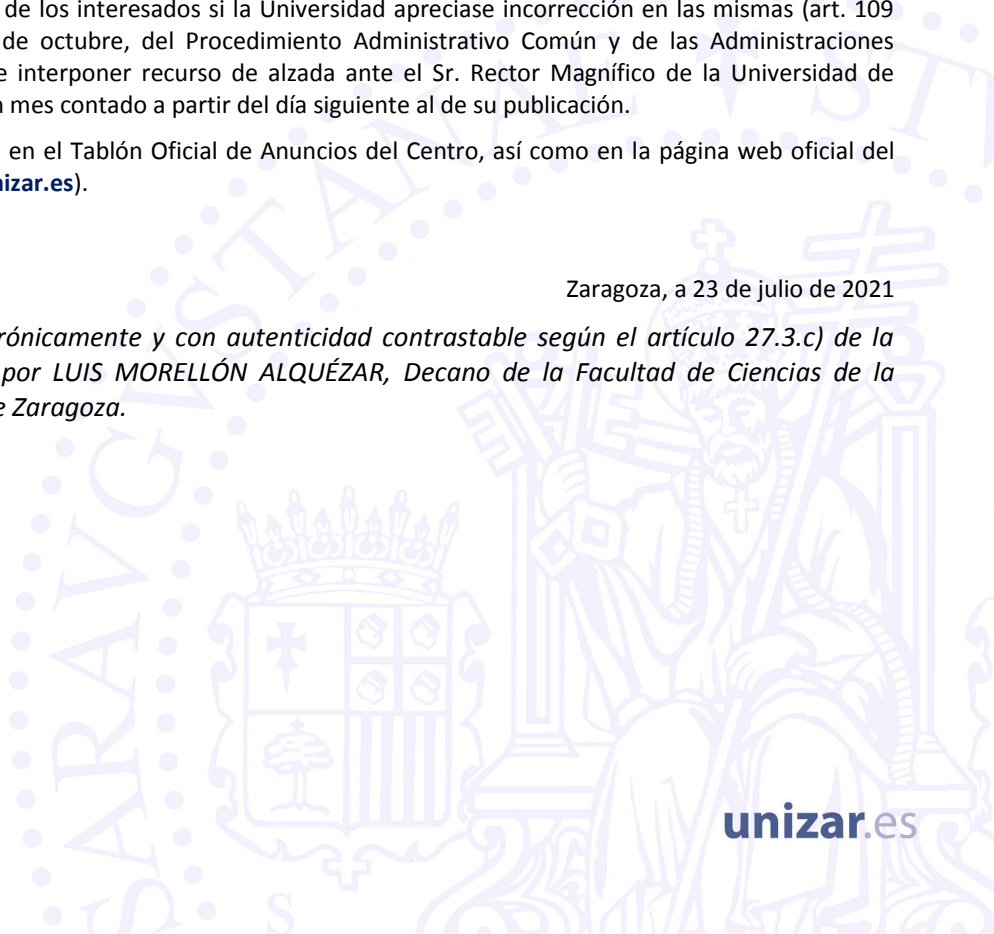 de los interesados si la Universidad apreciase incorrección en las mismas (art. 109
de octubre, del Procedimiento Administrativo Común y de las Administraciones
e interponer recurso de alzada ante el Sr. Rector Magnífico de la Universidad de
mes contado a partir del día siguiente al de su publicación.
en el Tablón Oficial de Anuncios del Centro, así como en la página web oficial del
nizar.es).
Zaragoza, a 23 de julio de 2021
rónicamente y con autenticidad contrastable según el artículo 27.3.c) de la
por LUIS MORELLÓN ALQUÉZAR, Decano de la Facultad de Ciencias de la
e Zaragoza.
SARAVGVSTANAE
STV
S
unizar.es